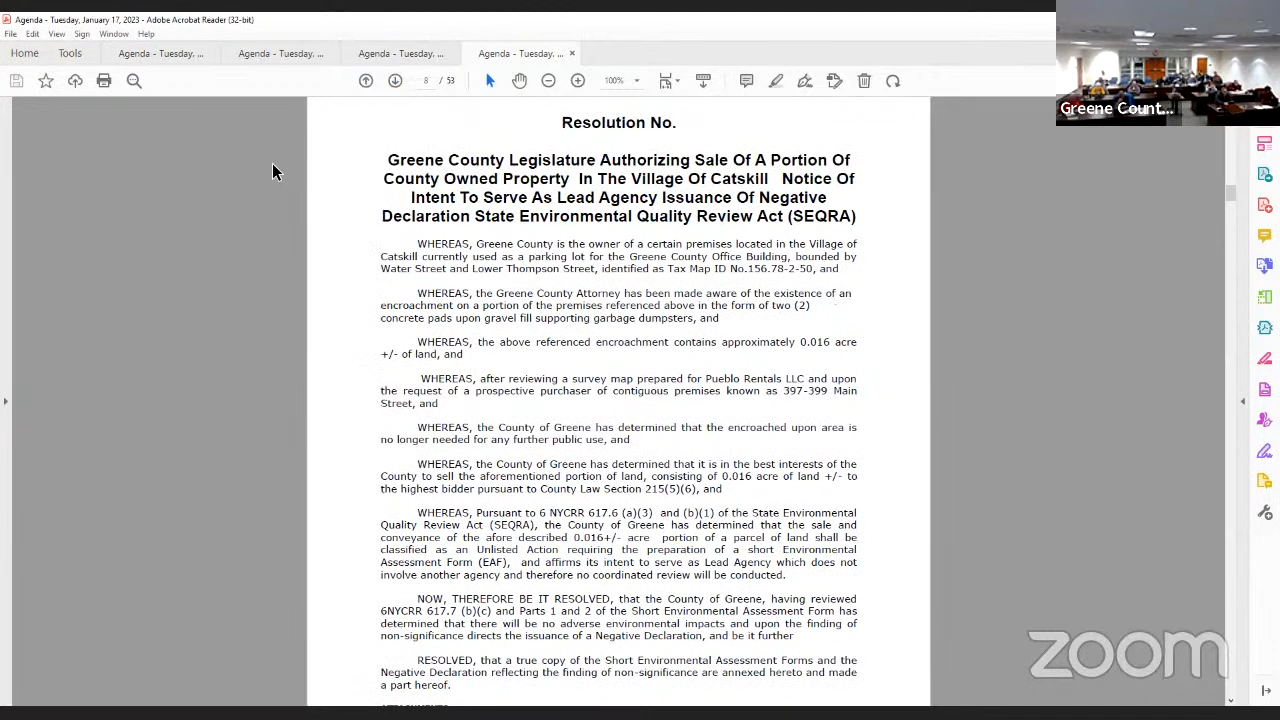 Agenda - Tuesday, January 17, 2023 - Adobe Acrobat Reader (32-bit)
File Edit View Sign Window Help
Home Tools Agenda - Tuesday, ... Agenda - Tuesday, ... Agenda - Tuesday, ... Agenda - Tuesday, ... ×
8 / 53 100%
Greene Count...
Resolution No.
Greene County Legislature Authorizing Sale Of A Portion Of
County Owned Property In The Village Of Catskill Notice Of
Intent To Serve As Lead Agency Issuance Of Negative
Declaration State Environmental Quality Review Act (SEQRA)
WHEREAS, Greene County is the owner of a certain premises located in the Village of
Catskill currently used as a parking lot for the Greene County Office Building, bounded by
Water Street and Lower Thompson Street, identified as Tax Map ID No.156.78-2-50, and
WHEREAS, the Greene County Attorney has been made aware of the existence of an
encroachment on a portion of the premises referenced above in the form of two (2)
concrete pads upon gravel fill supporting garbage dumpsters, and
WHEREAS, the above referenced encroachment contains approximately 0.016 acre
+/- of land, and
WHEREAS, after reviewing a survey map prepared for Pueblo Rentals LLC and upon
the request of a prospective purchaser of contiguous premises known as 397-399 Main
Street, and
WHEREAS, the County of Greene has determined that the encroached upon area is
no longer needed for any further public use, and
WHEREAS, the County of Greene has determined that it is in the best interests of the
County to sell the aforementioned portion of land, consisting of 0.016 acre of land +/- to
the highest bidder pursuant to County Law Section 215(5)(6), and
WHEREAS, Pursuant to 6 NYCRR 617.6 (a)(3) and (b)(1) of the State Environmental
Quality Review Act (SEQRA), the County of Greene has determined that the sale and
conveyance of the afore described 0.016+/- acre portion of a parcel of land shall be
classified as an Unlisted Action requiring the preparation of a short Environmental
Assessment Form (EAF), and affirms its intent to serve as Lead Agency which does not
involve another agency and therefore no coordinated review will be conducted.
NOW, THEREFORE BE IT RESOLVED, that the County of Greene, having reviewed
6NYCRR 617.7 (b)(c) and Parts 1 and 2 of the Short Environmental Assessment Form has
determined that there will be no adverse environmental impacts and upon the finding of
non-significance directs the issuance of a Negative Declaration, and be it further
RESOLVED, that a true copy of the Short Environmental Assessment Forms and the
Negative Declaration reflecting the finding of non-significance are annexed hereto and made
a part hereof.
zoom